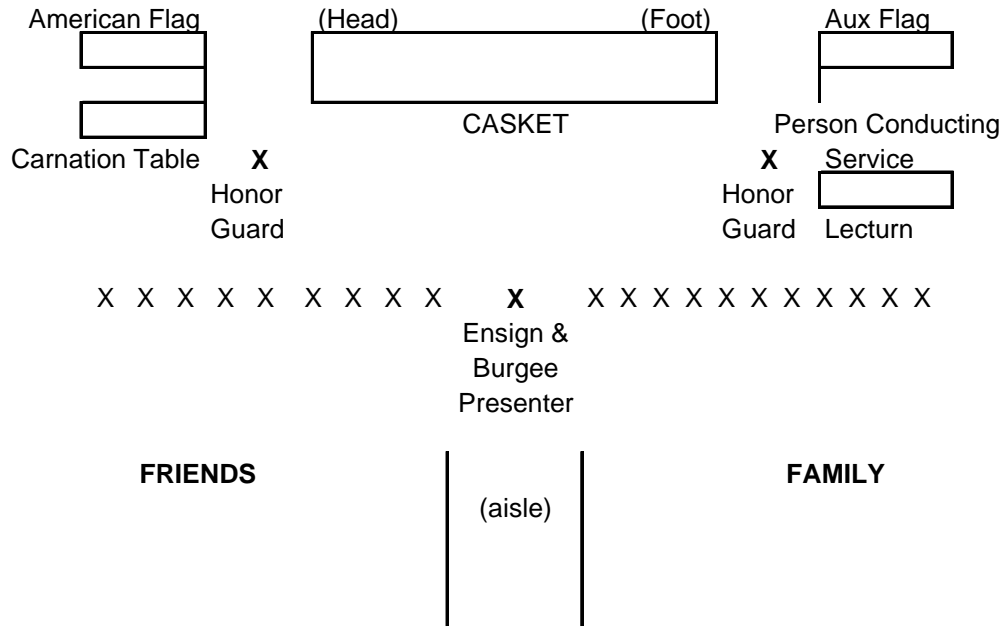 American Flag (Head) (Foot) Aux Flag
CASKET Person Conducting
Carnation Table X X Service
Honor Honor
Guard Guard Lecturn
X X X X X X X X X X X X X X X X X X X X X
Ensign &
Burgee
Presenter
FRIENDS FAMILY
(aisle)